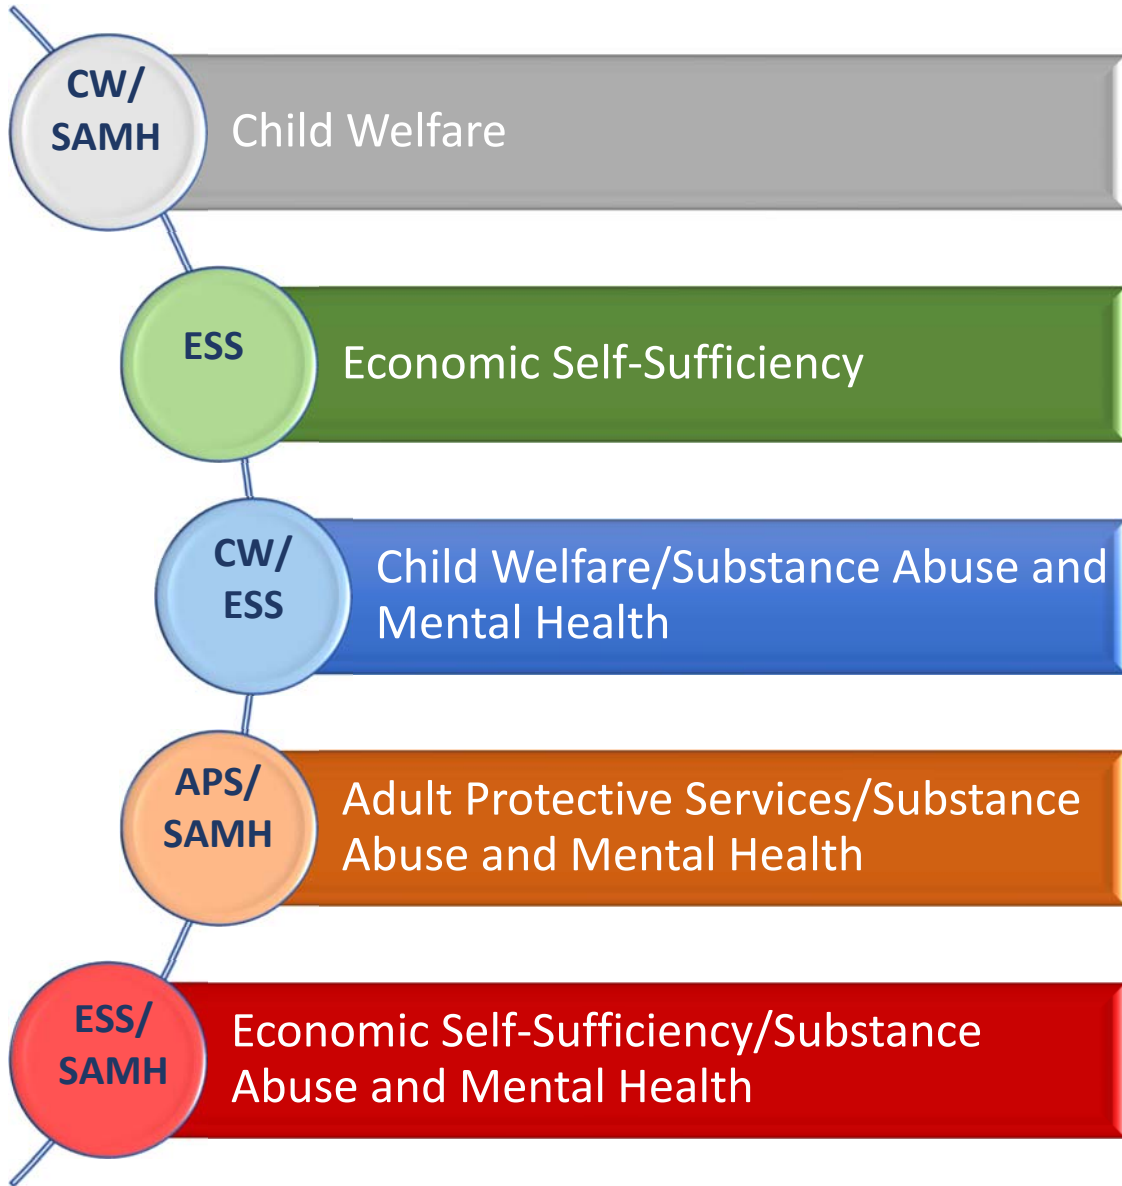 CW/
SAMH
Child Welfare
ESS
Economic Self-Sufficiency
CW/
ESS
Child Welfare/Substance Abuse and
Mental Health
APS/
SAMH
Adult Protective Services/Substance
Abuse and Mental Health
ESS/
SAMH
Economic Self-Sufficiency/Substance
Abuse and Mental Health